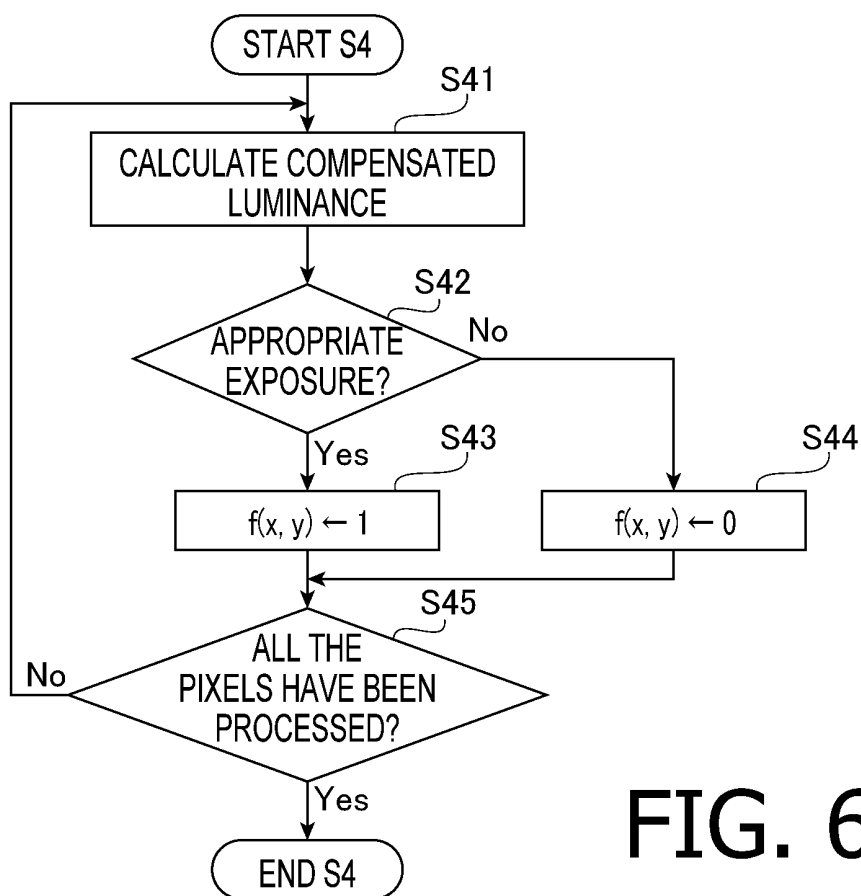 START S4
S41
CALCULATE COMPENSATED
LUMINANCE
S42
APPROPRIATE
EXPOSURE?
No
Yes
S43
f(x, y) ← 1
S44
f(x, y) ← 0
S45
ALL THE
PIXELS HAVE BEEN
PROCESSED?
No
Yes
END S4
FIG. 6